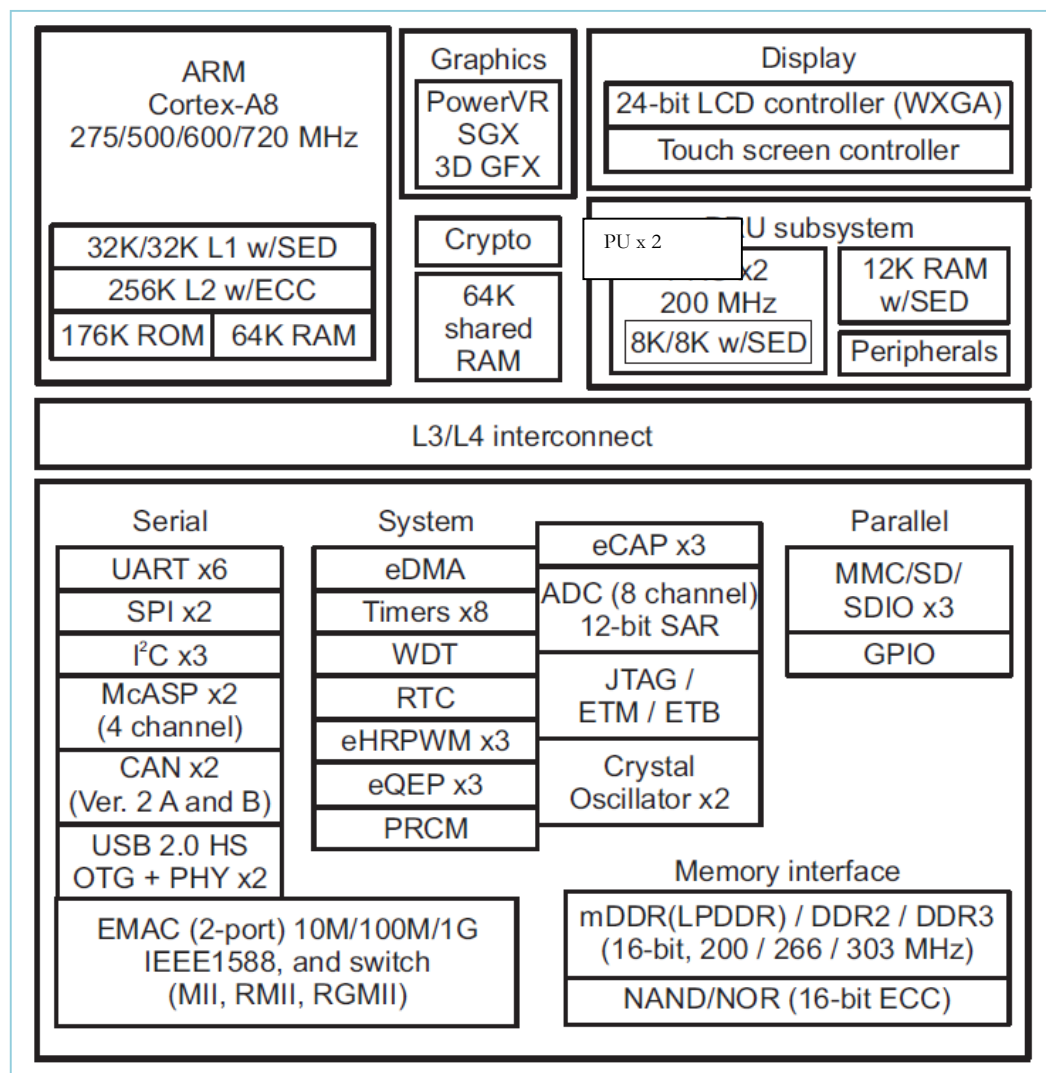 ARM
Cortex-A8
275/500/600/720 MHz
32K/32K L1 w/SED
256K L2 w/ECC
176K ROM
64K RAM
Graphics
PowerVR
SGX
3D GFX
Crypto
64K
shared
RAM
Display
24-bit LCD controller (WXGA)
Touch screen controller
subsystem
PU x 2
x2
200 MHz
8K/8K w/SED
12K RAM
w/SED
Peripherals
L3/L4 interconnect
Serial
UART x6
SPI x2
I²C x3
McASP x2
(4 channel)
CAN x2
(Ver. 2 A and B)
USB 2.0 HS
OTG + PHY x2
EMAC (2-port) 10M/100M/1G
IEEE1588, and switch
(MII, RMII, RGMII)
System
eDMA
Timers x8
WDT
RTC
eHRPWM x3
eQEP x3
PRCM
eCAP x3
ADC (8 channel)
12-bit SAR
JTAG /
ETM / ETB
Crystal
Oscillator x2
Parallel
MMC/SD/
SDIO x3
GPIO
Memory interface
mDDR(LPDDR) / DDR2 / DDR3
(16-bit, 200 / 266 / 303 MHz)
NAND/NOR (16-bit ECC)